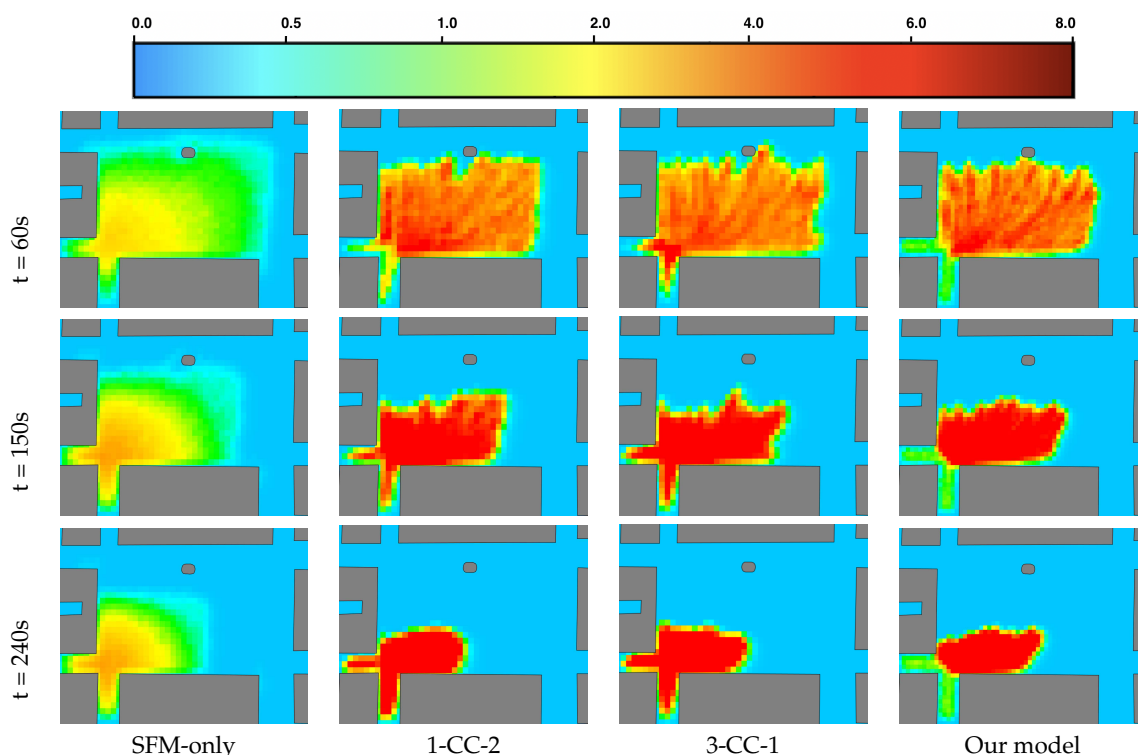 0.0 0.5 1.0 2.0 4.0 6.0 8.0
t = 60s
t = 150s
t = 240s
SFM-only 1-CC-2 3-CC-1 Our model